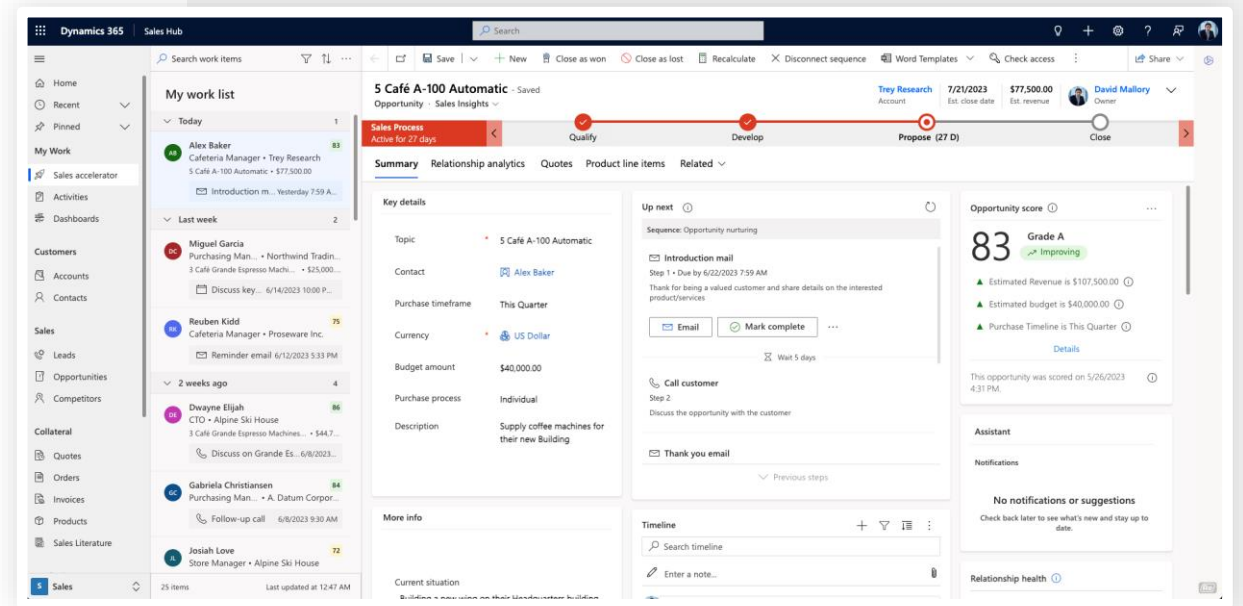 Dynamics 365 Sales Hub
Search
Search work items
Save
New
Close as won
Close as lost
Recalculate
Disconnect sequence
Word Templates
Check access
Share
Home
Recent
Pinned
My Work
Sales accelerator
Activities
Dashboards
Customers
Accounts
Contacts
Sales
Leads
Opportunities
Competitors
Collateral
Quotes
Orders
Invoices
Products
Sales Literature
S Sales
My work list
Today 1
AB Alex Baker 83
Cafeteria Manager • Trey Research
5 Café A-100 Automatic • $77,500.00
Introduction m... Yesterday 7:59 A...
Last week 2
DC Miguel Garcia
Purchasing Man... • Northwind Tradin...
3 Café Grande Espresso Machi... • $25,000....
Discuss key... 6/14/2023 10:00 P...
RK Reuben Kidd 75
Cafeteria Manager • Proseware Inc.
Reminder email 6/12/2023 5:33 PM
2 weeks ago 4
DE Dwayne Elijah 86
CTO • Alpine Ski House
3 Café Grande Espresso Machines... • $44,7...
Discuss on Grande Es... 6/8/2023...
GC Gabriela Christiansen 84
Purchasing Man... • A. Datum Corpor...
Follow-up call 6/8/2023 9:30 AM
JL Josiah Love 72
Store Manager • Alpine Ski House
25 items Last updated at 12:47 AM
5 Café A-100 Automatic - Saved
Opportunity · Sales Insights
Trey Research
Account
7/21/2023
Est. close date
$77,500.00
Est. revenue
David Mallory
Owner
Sales Process
Active for 27 days
Qualify
Develop
Propose (27 D)
Close
Summary Relationship analytics Quotes Product line items Related
Key details
Topic * 5 Café A-100 Automatic
Contact Alex Baker
Purchase timeframe This Quarter
Currency * US Dollar
Budget amount $40,000.00
Purchase process Individual
Description Supply coffee machines for
their new Building
More info
Current situation
Building a new wing on their Headquarters building
Up next
Sequence: Opportunity nurturing
Introduction mail
Step 1 • Due by 6/22/2023 7:59 AM
Thank for being a valued customer and share details on the interested
product/services
Email
Mark complete
Wait 5 days
Call customer
Step 2
Discuss the opportunity with the customer
Thank you email
Previous steps
Timeline
Search timeline
Enter a note...
Opportunity score
83 Grade A
Improving
Estimated Revenue is $107,500.00
Estimated budget is $40,000.00
Purchase Timeline is This Quarter
Details
This opportunity was scored on 5/26/2023
4:31 PM.
Assistant
Notifications
No notifications or suggestions
Check back later to see what's new and stay up to
date.
Relationship health